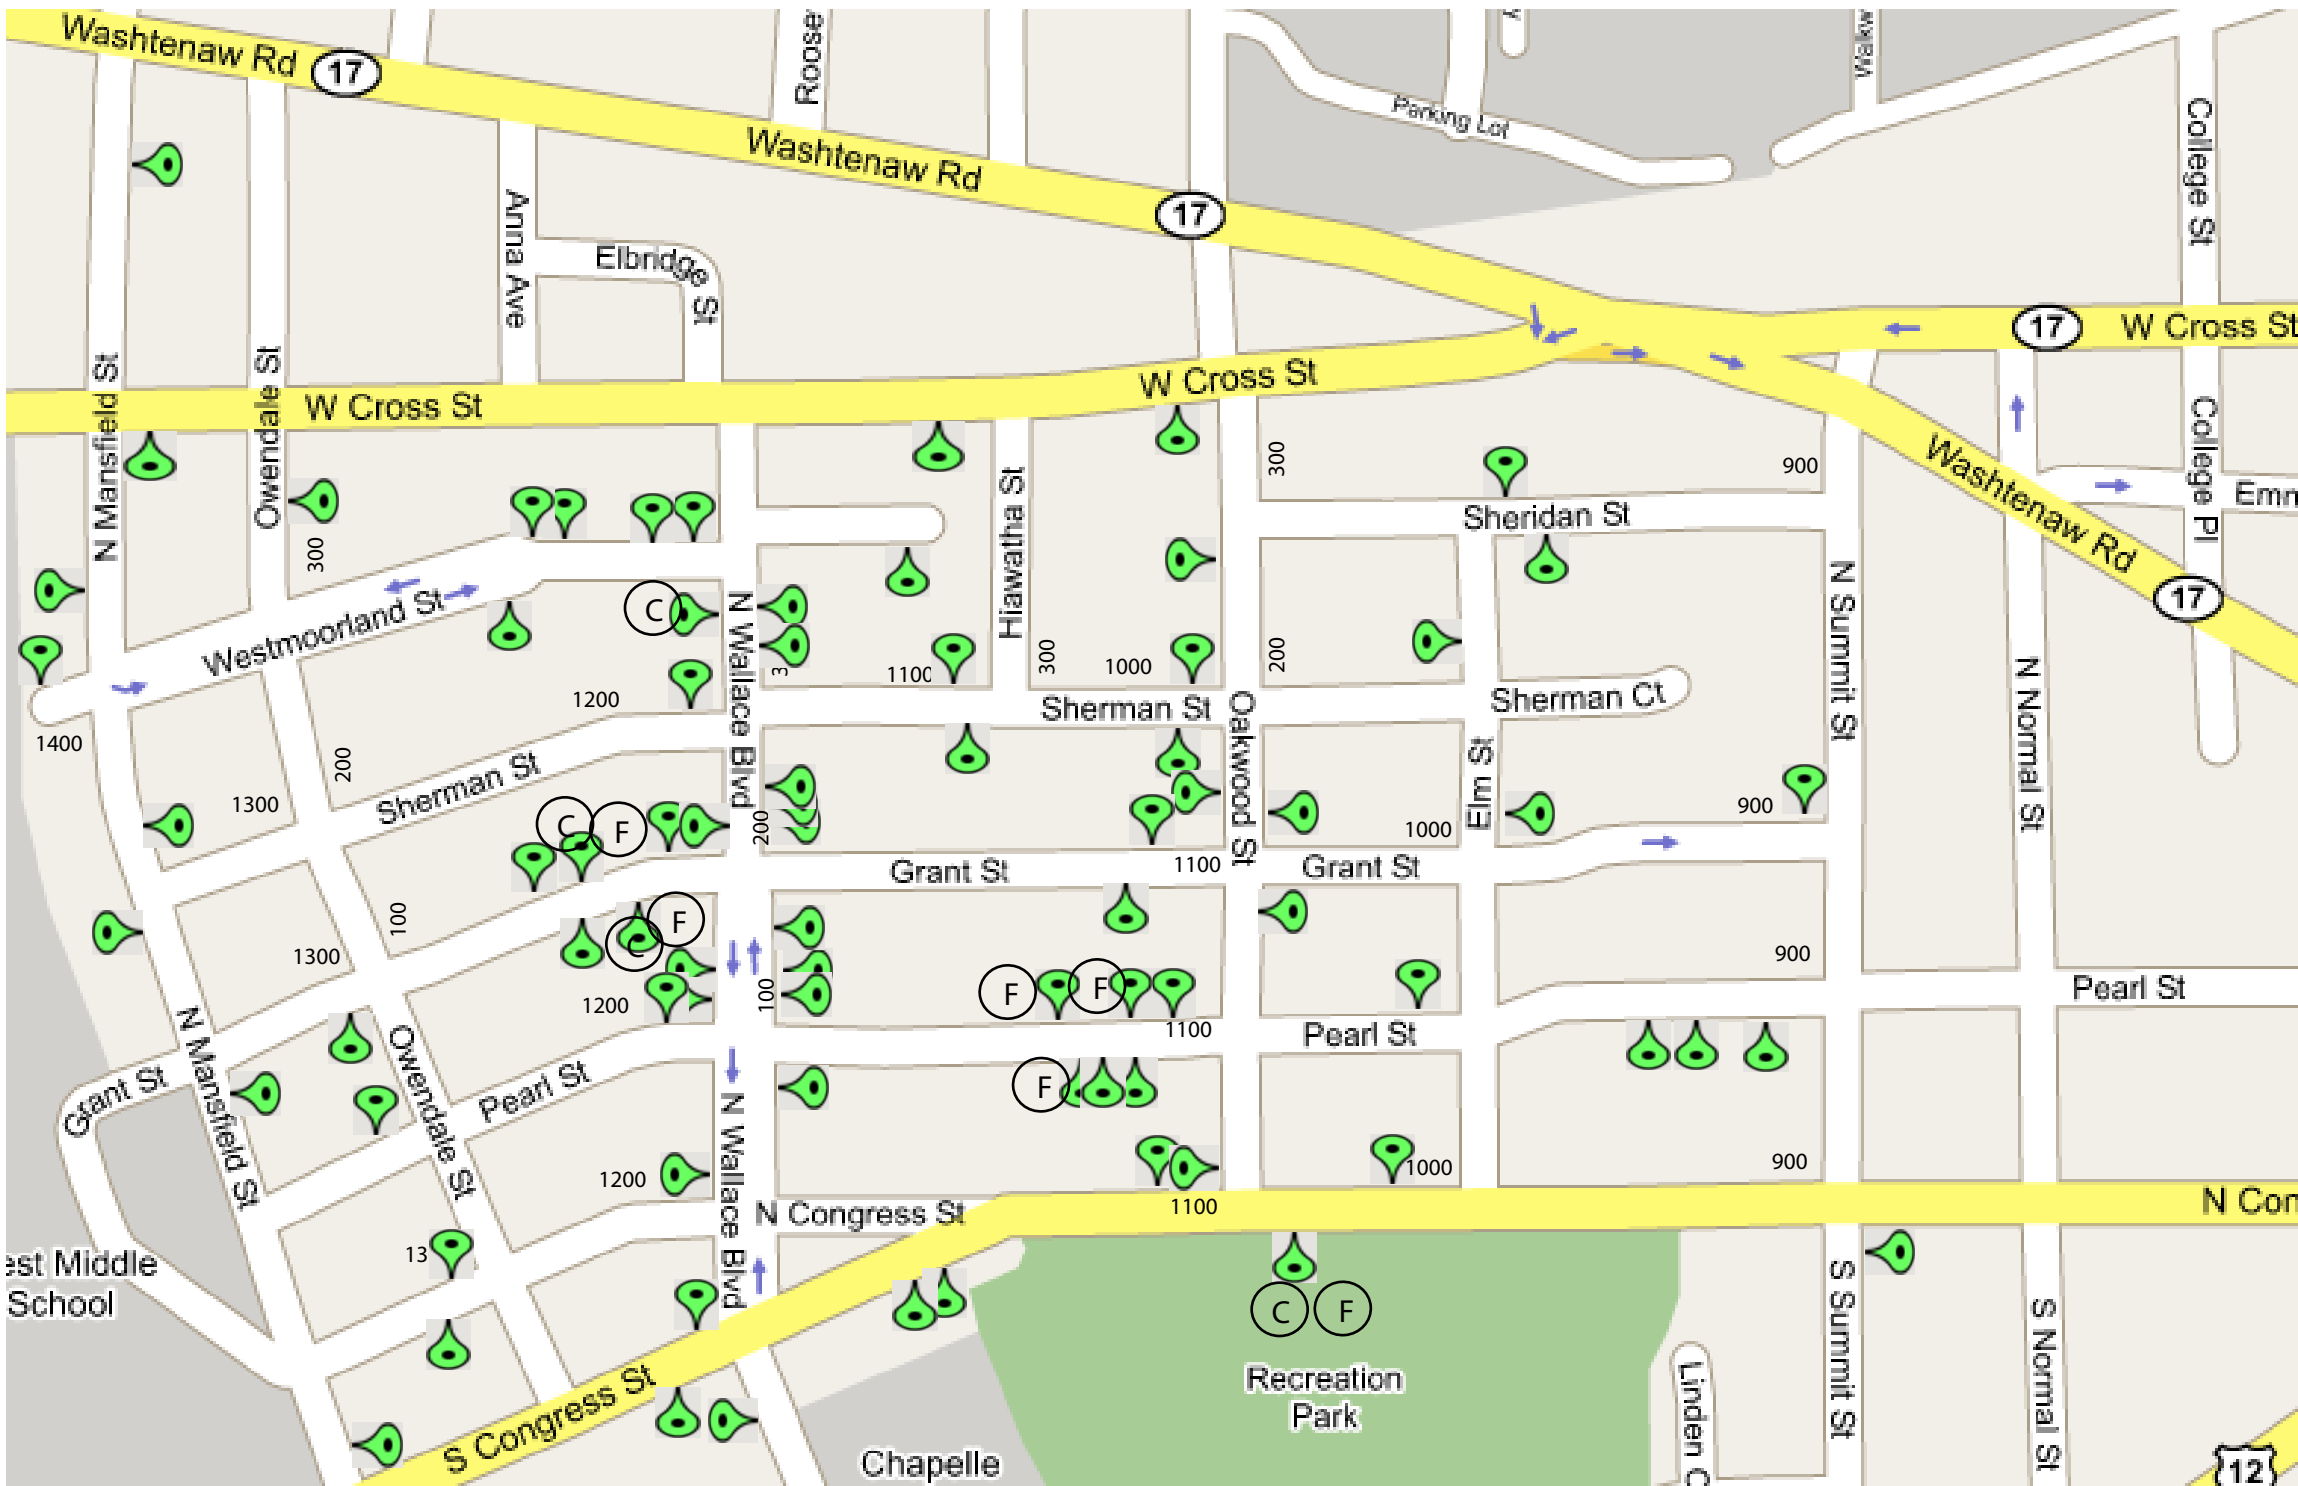 Washtenaw Rd
17
Roose
Walkw
Parking Lot
College St
Washtenaw Rd
17
Anna Ave
Elbridge St
W Cross St
17
W Cross St
N Mansfield St
Owendale St
W Cross St
300
900
Washtenaw Rd
College Pl
Emn
Hiawatha St
Sheridan St
300
17
N Summit St
C
N Wallace Blvd
Westmoorland St
3
1100
300
1000
200
1200
Sherman St
Oakwood St
Sherman Ct
N Normal St
1400
200
Sherman St
1300
Elm St
900
C
F
200
1000
Grant St
1100
Grant St
100
F
C
1300
900
1200
100
F
F
1100
Pearl St
Pearl St
N Mansfield St
Owendale St
Grant St
Pearl St
F
N Wallace Blvd
1200
1000
900
N Congress St
1100
N Con
13
est Middle
School
C
F
Recreation
Park
S Congress St
Linden C
S Summit St
S Normal St
Chapelle
12